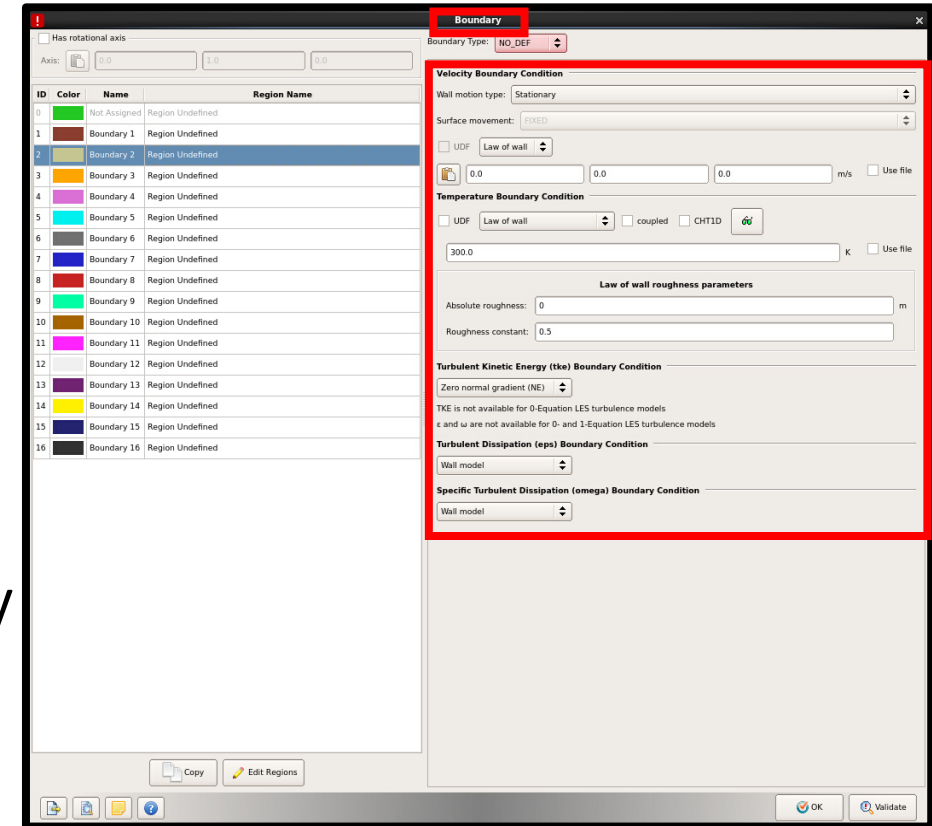 Boundary
Has rotational axis
Axis: 0.0 1.0 0.0
ID Color Name Region Name
0 Not Assigned Region Undefined
1 Boundary 1 Region Undefined
2 Boundary 2 Region Undefined
3 Boundary 3 Region Undefined
4 Boundary 4 Region Undefined
5 Boundary 5 Region Undefined
6 Boundary 6 Region Undefined
7 Boundary 7 Region Undefined
8 Boundary 8 Region Undefined
9 Boundary 9 Region Undefined
10 Boundary 10 Region Undefined
11 Boundary 11 Region Undefined
12 Boundary 12 Region Undefined
13 Boundary 13 Region Undefined
14 Boundary 14 Region Undefined
15 Boundary 15 Region Undefined
16 Boundary 16 Region Undefined
Copy Edit Regions
Boundary Type: NO_DEF
Velocity Boundary Condition
Wall motion type: Stationary
Surface movement: FIXED
UDF Law of wall
0.0 0.0 0.0 m/s Use file
Temperature Boundary Condition
UDF Law of wall coupled CHT1D
300.0 K Use file
Law of wall roughness parameters
Absolute roughness: 0 m
Roughness constant: 0.5
Turbulent Kinetic Energy (tke) Boundary Condition
Zero normal gradient (NE)
TKE is not available for 0-Equation LES turbulence models
ε and ω are not available for 0- and 1-Equation LES turbulence models
Turbulent Dissipation (eps) Boundary Condition
Wall model
Specific Turbulent Dissipation (omega) Boundary Condition
Wall model
OK Validate
y